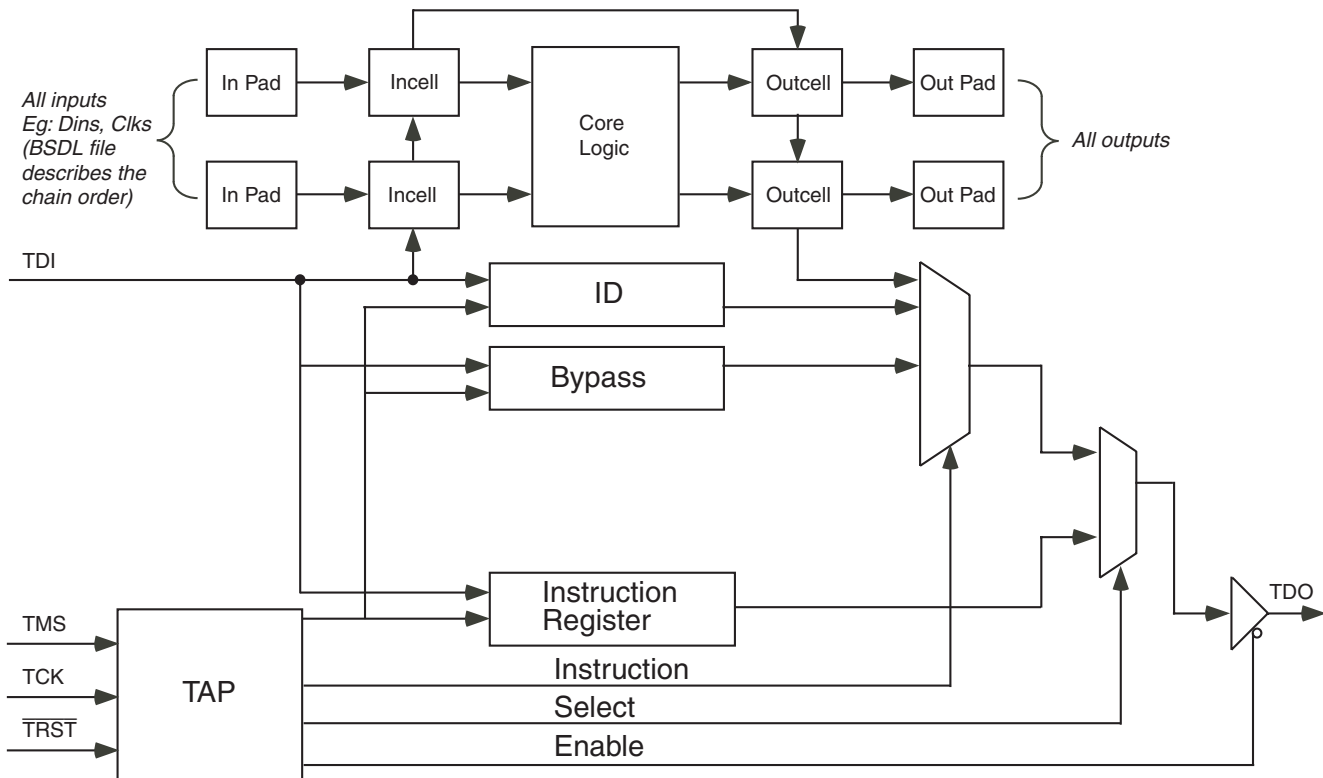 In Pad
Incell
Core
Logic
Outcell
Out Pad
All inputs
Eg: Dins, Clks
(BSDL file
describes the
chain order)
All outputs
In Pad
Incell
Outcell
Out Pad
TDI
ID
Bypass
Instruction
Register
TDO
TMS
TCK
TRST
TAP
Instruction
Select
Enable